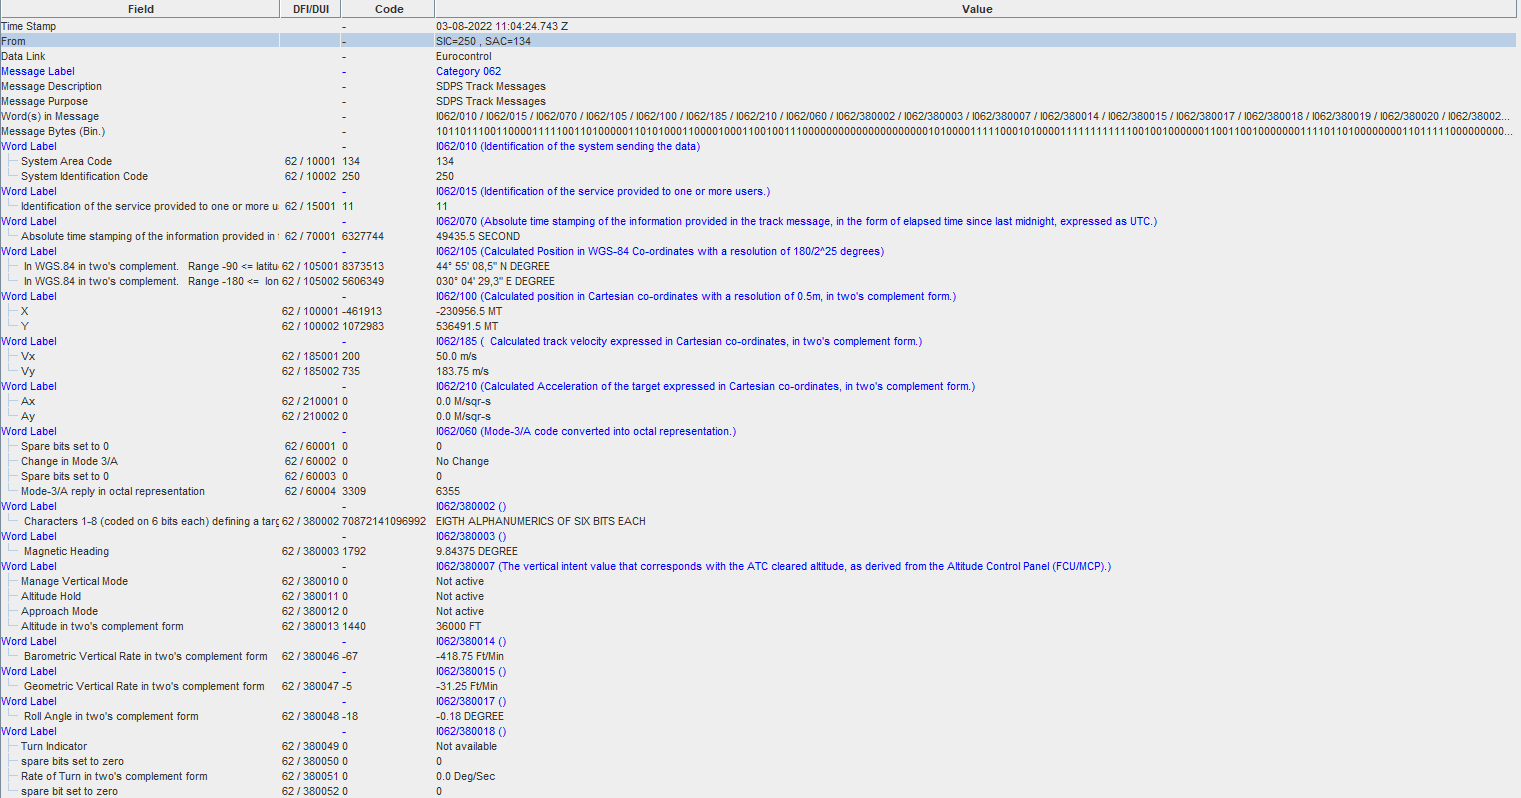 Field DFI/DUI Code Value
Time Stamp - 03-08-2022 11:04:24.743 Z
From - SIC=250 , SAC=134
Data Link - Eurocontrol
Message Label - Category 062
Message Description - SDPS Track Messages
Message Purpose - SDPS Track Messages
Word(s) in Message - I062/010 / I062/015 / I062/070 / I062/105 / I062/100 / I062/185 / I062/210 / I062/060 / I062/380002 / I062/380003 / I062/380007 / I062/380014 / I062/380015 / I062/380017 / I062/380018 / I062/380019 / I062/380020 / I062/38002...
Message Bytes (Bin.) -
Word Label - I062/010 (Identification of the system sending the data)
System Area Code 62 / 10001 134 134
System Identification Code 62 / 10002 250 250
Word Label - I062/015 (Identification of the service provided to one or more users.)
Identification of the service provided to one or more u 62 / 15001 11 11
Word Label - I062/070 (Absolute time stamping of the information provided in the track message, in the form of elapsed time since last midnight, expressed as UTC.)
Absolute time stamping of the information provided in 62 / 70001 6327744 49435.5 SECOND
Word Label - I062/105 (Calculated Position in WGS-84 Co-ordinates with a resolution of 180/2^25 degrees)
In WGS.84 in two's complement. Range -90 <= latitu 62 / 105001 8373513 44° 55' 08,5" N DEGREE
In WGS.84 in two's complement. Range -180 <= lon 62 / 105002 5606349 030° 04' 29,3" E DEGREE
Word Label - I062/100 (Calculated position in Cartesian co-ordinates with a resolution of 0.5m, in two's complement form.)
X 62 / 100001 -461913 -230956.5 MT
Y 62 / 100002 1072983 536491.5 MT
Word Label - I062/185 ( Calculated track velocity expressed in Cartesian co-ordinates, in two's complement form.)
Vx 62 / 185001 200 50.0 m/s
Vy 62 / 185002 735 183.75 m/s
Word Label - I062/210 (Calculated Acceleration of the target expressed in Cartesian co-ordinates, in two's complement form.)
Ax 62 / 210001 0 0.0 M/sqr-s
Ay 62 / 210002 0 0.0 M/sqr-s
Word Label - I062/060 (Mode-3/A code converted into octal representation.)
Spare bits set to 0 62 / 60001 0 0
Change in Mode 3/A 62 / 60002 0 No Change
Spare bits set to 0 62 / 60003 0 0
Mode-3/A reply in octal representation 62 / 60004 3309 6355
Word Label - I062/380002 ()
Characters 1-8 (coded on 6 bits each) defining a targ 62 / 380002 70872141096992 EIGTH ALPHANUMERICS OF SIX BITS EACH
Word Label - I062/380003 ()
Magnetic Heading 62 / 380003 1792 9.84375 DEGREE
Word Label - I062/380007 (The vertical intent value that corresponds with the ATC cleared altitude, as derived from the Altitude Control Panel (FCU/MCP).)
Manage Vertical Mode 62 / 380010 0 Not active
Altitude Hold 62 / 380011 0 Not active
Approach Mode 62 / 380012 0 Not active
Altitude in two's complement form 62 / 380013 1440 36000 FT
Word Label - I062/380014 ()
Barometric Vertical Rate in two's complement form 62 / 380046 -67 -418.75 Ft/Min
Word Label - I062/380015 ()
Geometric Vertical Rate in two's complement form 62 / 380047 -5 -31.25 Ft/Min
Word Label - I062/380017 ()
Roll Angle in two's complement form 62 / 380048 -18 -0.18 DEGREE
Word Label - I062/380018 ()
Turn Indicator 62 / 380049 0 Not available
spare bits set to zero 62 / 380050 0 0
Rate of Turn in two's complement form 62 / 380051 0 0.0 Deg/Sec
spare bit set to zero 62 / 380052 0 0